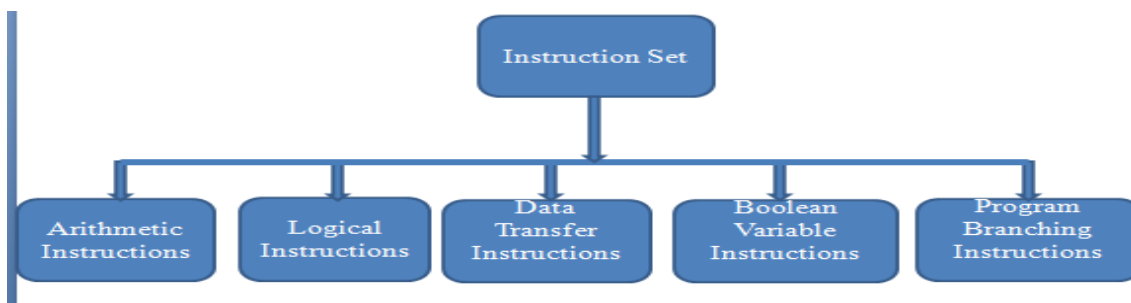 Instruction Set
Arithmetic
Instructions
Logical
Instructions
Data
Transfer
Instructions
Boolean
Variable
Instructions
Program
Branching
Instructions